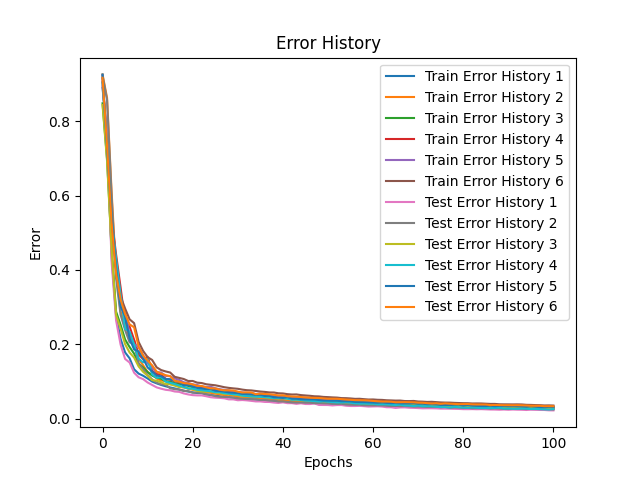 Error History
Error
0.8
0.6
0.4
0.2
0.0
0
20
40
60
80
100
Epochs
Train Error History 1
Train Error History 2
Train Error History 3
Train Error History 4
Train Error History 5
Train Error History 6
Test Error History 1
Test Error History 2
Test Error History 3
Test Error History 4
Test Error History 5
Test Error History 6